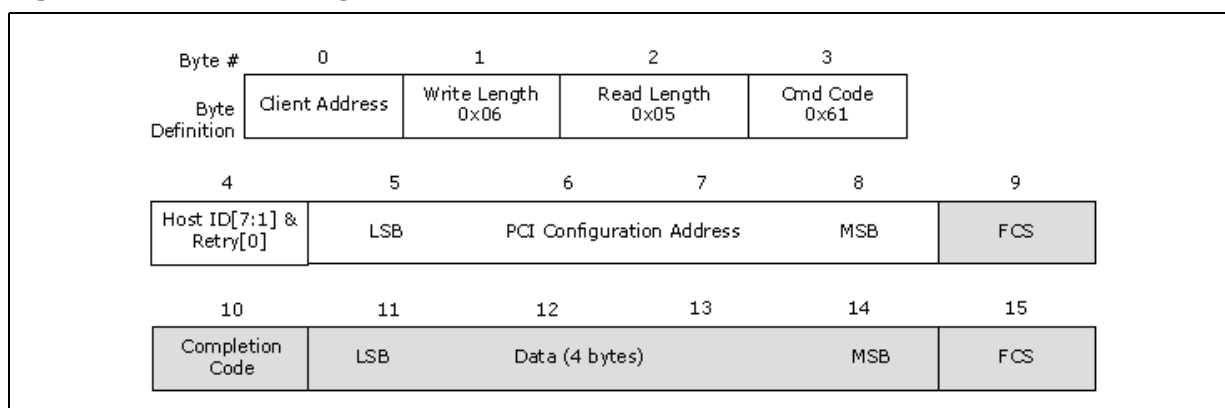 Byte # 0 1 2 3
Byte Definition Client Address Write Length 0x06 Read Length 0x05 Cmd Code 0x61
4 5 6 7 8 9
Host ID[7:1] & Retry[0] LSB PCI Configuration Address MSB FCS
10 11 12 13 14 15
Completion Code LSB Data (4 bytes) MSB FCS